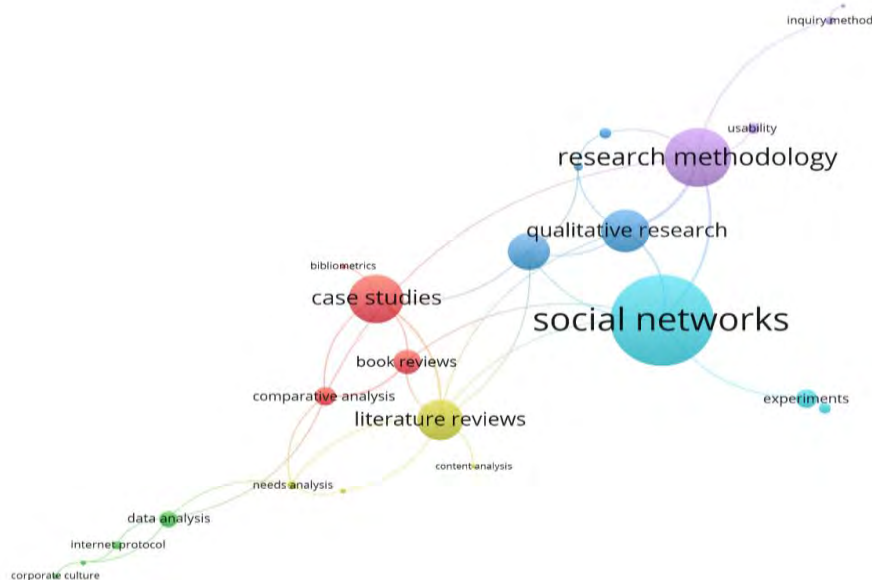 inquiry method
usability
research methodology
qualitative research
bibliometrics
case studies
social networks
book reviews
comparative analysis
experiments
literature reviews
content analysis
needs analysis
data analysis
internet protocol
corporate culture